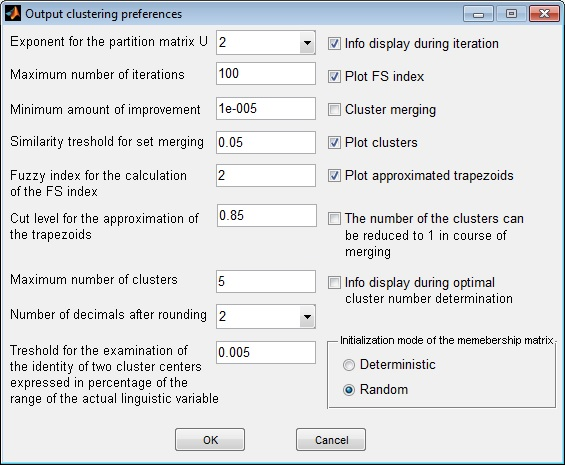 Output clustering preferences
Exponent for the partition matrix U
2
Info display during iteration
Maximum number of iterations
100
Plot FS index
Minimum amount of improvement
1e-005
Cluster merging
Similarity treshold for set merging
0.05
Plot clusters
Fuzzy index for the calculation
of the FS index
2
Plot approximated trapezoids
Cut level for the approximation of
the trapezoids
0.85
The number of the clusters can
be reduced to 1 in course of
merging
Maximum number of clusters
5
Info display during optimal
cluster number determination
Number of decimals after rounding
2
Treshold for the examination of
the identity of two cluster centers
expressed in percentage of the
range of the actual linguistic variable
0.005
Initialization mode of the memebership matrix
Deterministic
Random
OK
Cancel